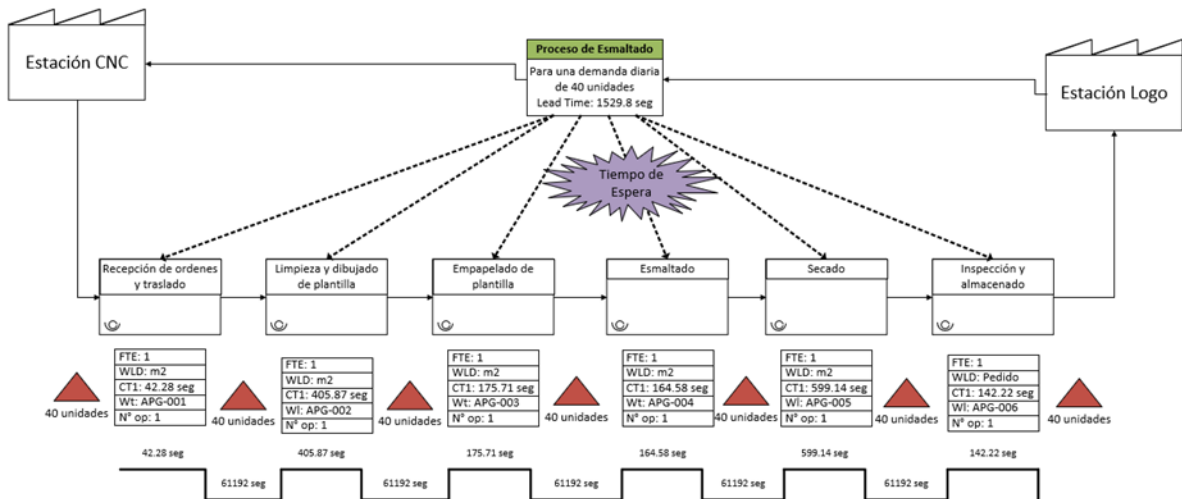 Estación CNC
Proceso de Esmaltado
Para una demanda diaria
de 40 unidades
Lead Time: 1529.8 seg
Estación Logo
Tiempo de
Espera
Recepción de ordenes
y traslado
Limpieza y dibujado
de plantilla
Empapelado de
plantilla
Esmaltado
Secado
Inspección y
almacenado
40 unidades
FTE: 1
WLD: m2
CT1: 42.28 seg
Wt: APG-001
N° op: 1
40 unidades
FTE: 1
WLD: m2
CT1: 405.87 seg
Wl: APG-002
N° op: 1
40 unidades
FTE: 1
WLD: m2
CT1: 175.71 seg
Wt: APG-003
N° op: 1
40 unidades
FTE: 1
WLD: m2
CT1: 164.58 seg
Wt: APG-004
N° op: 1
40 unidades
FTE: 1
WLD: m2
CT1: 599.14 seg
Wl: APG-005
N° op: 1
40 unidades
FTE: 1
WLD: Pedido
CT1: 142.22 seg
Wl: APG-006
N° op: 1
40 unidades
42.28 seg
405.87 seg
175.71 seg
164.58 seg
599.14 seg
142.22 seg
61192 seg
61192 seg
61192 seg
61192 seg
61192 seg